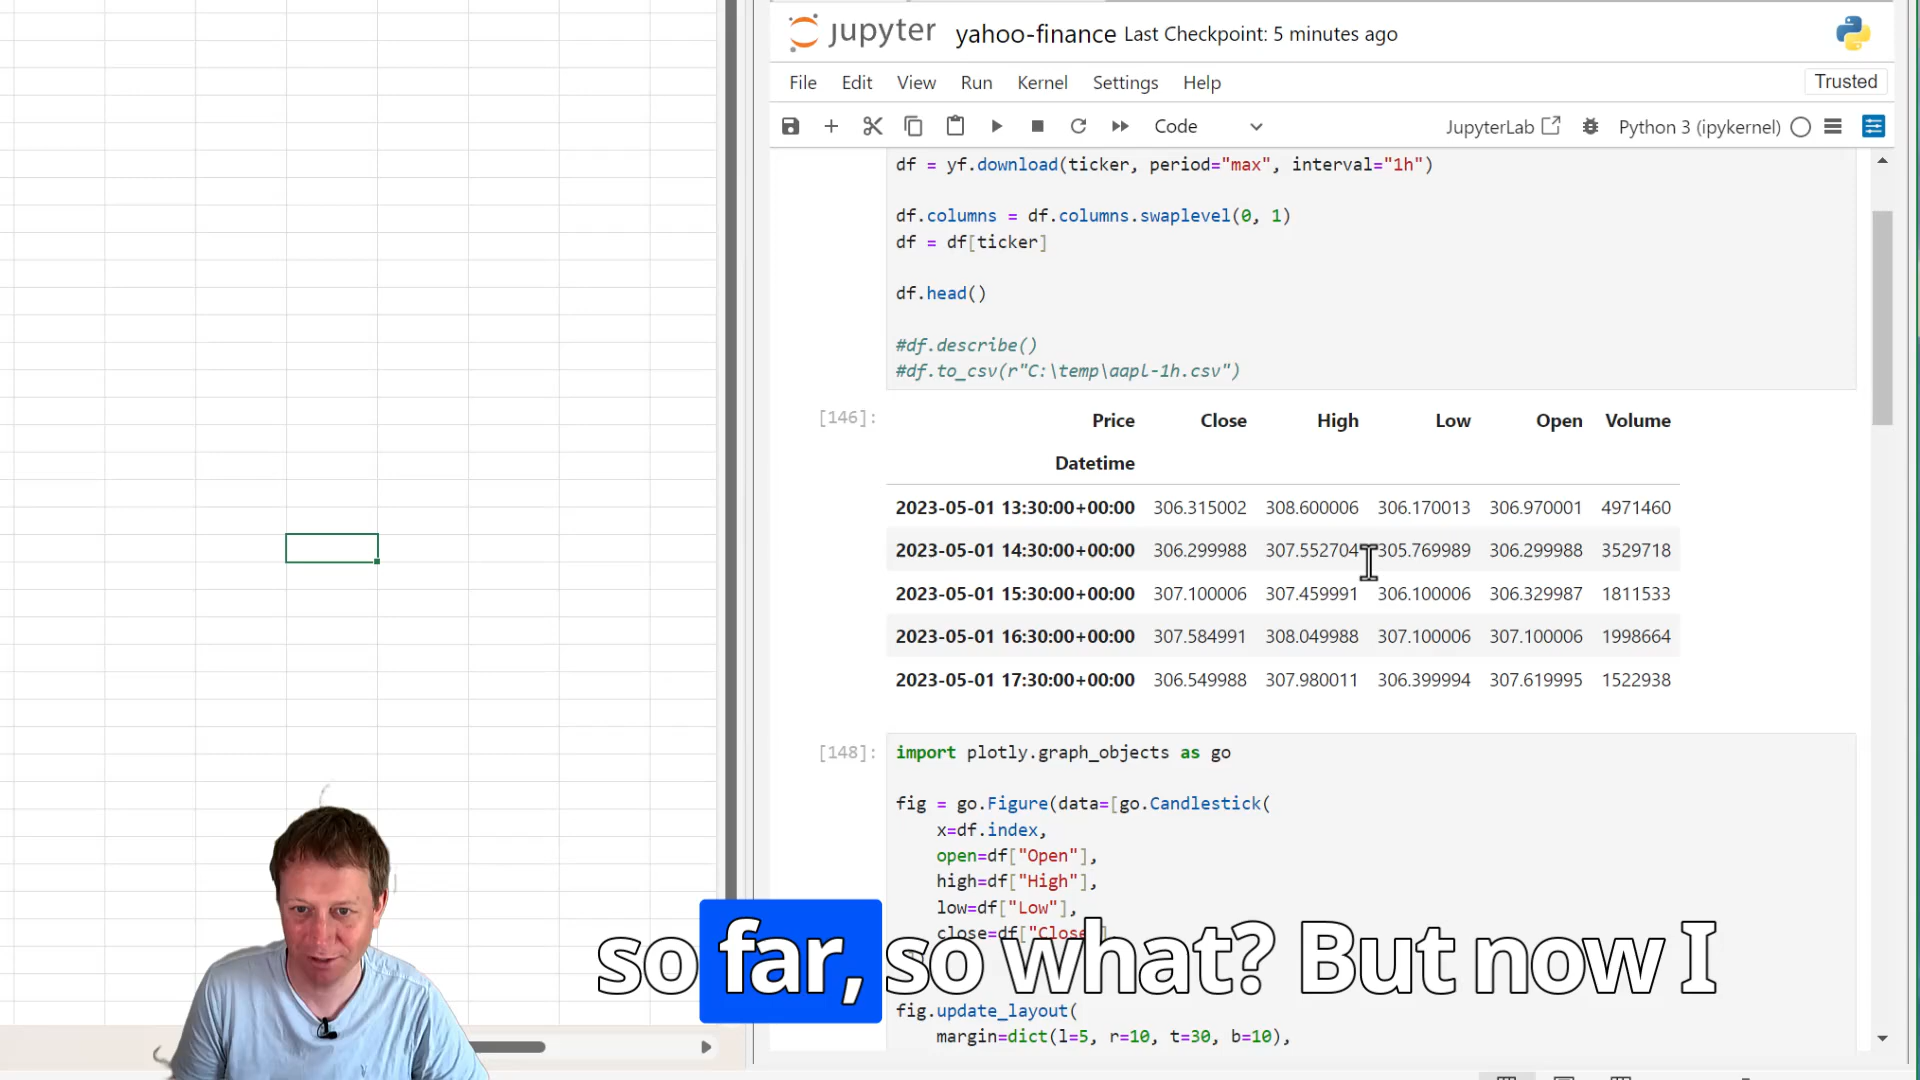 jupyter yahoo-finance Last Checkpoint: 5 minutes ago
File Edit View Run Kernel Settings Help Trusted
Code JupyterLab Python 3 (ipykernel)
df = yf.download(ticker, period="max", interval="1h")
df.columns = df.columns.swaplevel(0, 1)
df = df[ticker]
df.head()
#df.describe()
#df.to_csv(r"C:\temp\aapl-1h.csv")
[146]:
Price Close High Low Open Volume
Datetime
2023-05-01 13:30:00+00:00 306.315002 308.600006 306.170013 306.970001 4971460
2023-05-01 14:30:00+00:00 306.299988 307.552704 305.769989 306.299988 3529718
2023-05-01 15:30:00+00:00 307.100006 307.459991 306.100006 306.329987 1811533
2023-05-01 16:30:00+00:00 307.584991 308.049988 307.100006 307.100006 1998664
2023-05-01 17:30:00+00:00 306.549988 307.980011 306.399994 307.619995 1522938
[148]: import plotly.graph_objects as go
fig = go.Figure(data=[go.Candlestick(
x=df.index,
open=df["Open"],
high=df["High"],
low=df["Low"],
close=df["Close"]
so far, so what? But now I
fig.update_layout(
margin=dict(l=5, r=10, t=30, b=10),